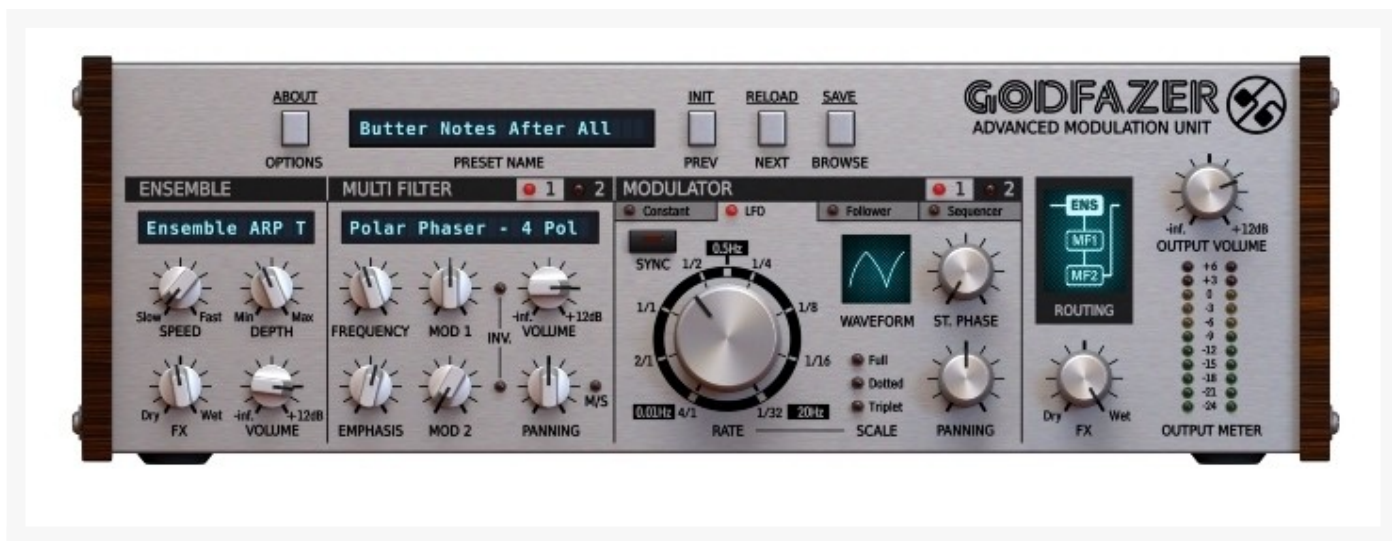 ABOUT
OPTIONS
Butter Notes After All
PRESET NAME
INIT
PREV
RELOAD
NEXT
SAVE
BROWSE
GODFAZER
ADVANCED MODULATION UNIT
ENSEMBLE
Ensemble ARP T
Slow Fast
SPEED
Min Max
DEPTH
Dry Wet
FX
-inf. +12dB
VOLUME
MULTI FILTER 1 2
Polar Phaser - 4 Pol
FREQUENCY
MOD 1
INV.
-inf. +12dB
VOLUME
EMPHASIS
MOD 2
PANNING
M/S
MODULATOR 1 2
Constant LFO Follower Sequencer
SYNC
0.5Hz
1/2 1/4
1/1 1/8
2/1 1/16
0.01Hz 4/1 1/32 20Hz
RATE
WAVEFORM
Full
Dotted
Triplet
SCALE
ST. PHASE
PANNING
ENS
MF1
MF2
ROUTING
Dry Wet
FX
-inf. +12dB
OUTPUT VOLUME
+6
+3
0
-3
-6
-9
-12
-15
-18
-21
-24
OUTPUT METER